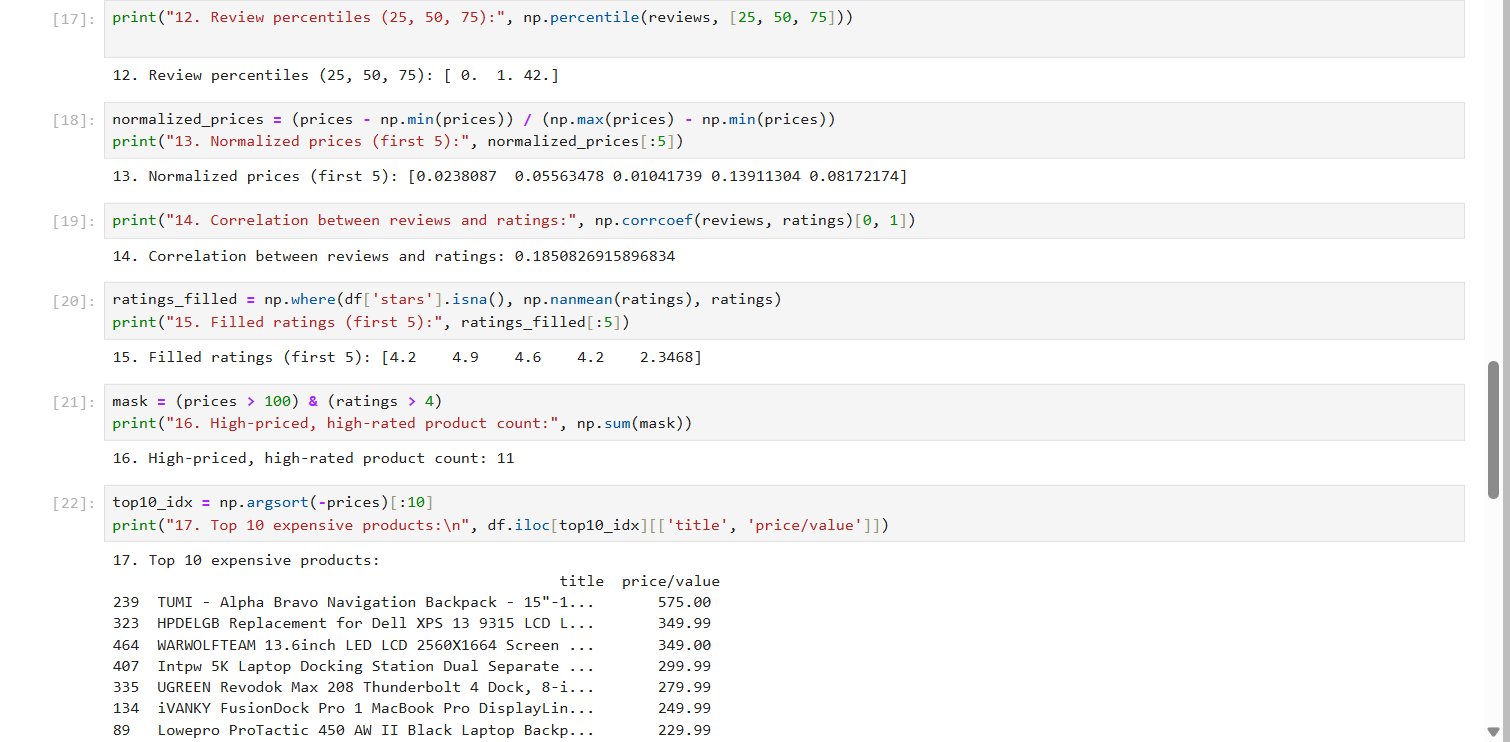 [17]: print("12. Review percentiles (25, 50, 75):", np.percentile(reviews, [25, 50, 75]))
12. Review percentiles (25, 50, 75): [ 0.  1. 42.]
[18]: normalized_prices = (prices - np.min(prices)) / (np.max(prices) - np.min(prices))
print("13. Normalized prices (first 5):", normalized_prices[:5])
13. Normalized prices (first 5): [0.0238087  0.05563478 0.01041739 0.13911304 0.08172174]
[19]: print("14. Correlation between reviews and ratings:", np.corrcoef(reviews, ratings)[0, 1])
14. Correlation between reviews and ratings: 0.1850826915896834
[20]: ratings_filled = np.where(df['stars'].isna(), np.nanmean(ratings), ratings)
print("15. Filled ratings (first 5):", ratings_filled[:5])
15. Filled ratings (first 5): [4.2    4.9    4.6    4.2    2.3468]
[21]: mask = (prices > 100) & (ratings > 4)
print("16. High-priced, high-rated product count:", np.sum(mask))
16. High-priced, high-rated product count: 11
[22]: top10_idx = np.argsort(-prices)[:10]
print("17. Top 10 expensive products:\n", df.iloc[top10_idx][['title', 'price/value']])
17. Top 10 expensive products:
title  price/value
239  TUMI - Alpha Bravo Navigation Backpack - 15"-1...       575.00
323  HPDELGB Replacement for Dell XPS 13 9315 LCD L...       349.99
464  WARWOLFTEAM 13.6inch LED LCD 2560X1664 Screen ...       349.00
407  Intpw 5K Laptop Docking Station Dual Separate ...       299.99
335  UGREEN Revodok Max 208 Thunderbolt 4 Dock, 8-i...       279.99
134  iVANKY FusionDock Pro 1 MacBook Pro DisplayLin...       249.99
89   Lowepro ProTactic 450 AW II Black Laptop Backp...       229.99